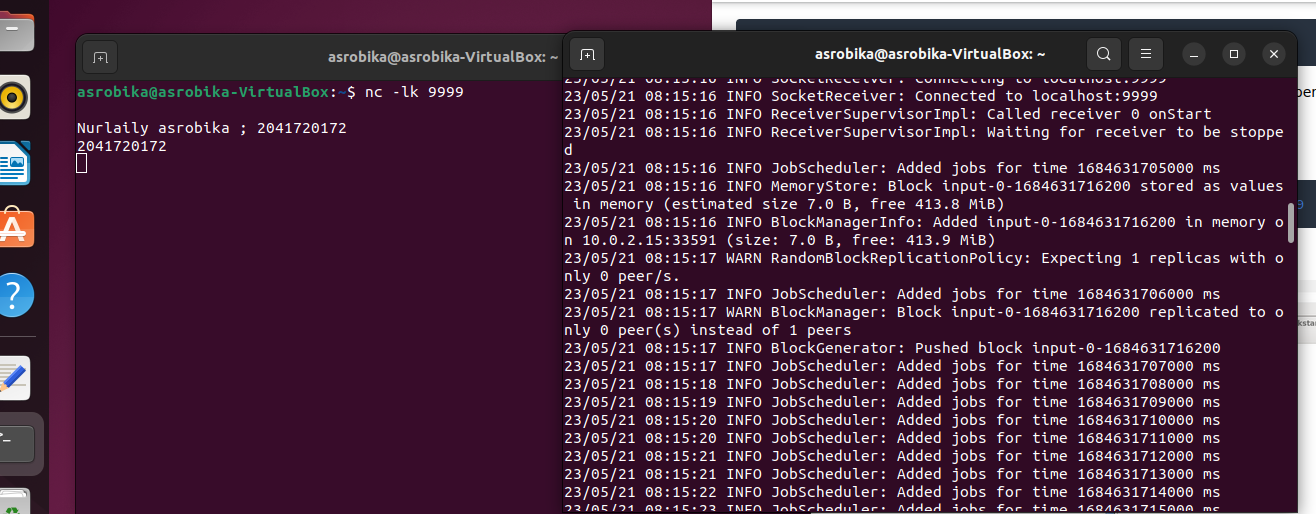 asrobika@asrobika-VirtualBox: ~
asrobika@asrobika-VirtualBox:~$ nc -lk 9999
Nurlaily asrobika ; 2041720172
2041720172
asrobika@asrobika-VirtualBox: ~
23/05/21 08:15:16 INFO SocketReceiver: Connecting to localhost:9999
23/05/21 08:15:16 INFO SocketReceiver: Connected to localhost:9999
23/05/21 08:15:16 INFO ReceiverSupervisorImpl: Called receiver 0 onStart
23/05/21 08:15:16 INFO ReceiverSupervisorImpl: Waiting for receiver to be stoppe
d
23/05/21 08:15:16 INFO JobScheduler: Added jobs for time 1684631705000 ms
23/05/21 08:15:16 INFO MemoryStore: Block input-0-1684631716200 stored as values
in memory (estimated size 7.0 B, free 413.8 MiB)
23/05/21 08:15:16 INFO BlockManagerInfo: Added input-0-1684631716200 in memory o
n 10.0.2.15:33591 (size: 7.0 B, free: 413.9 MiB)
23/05/21 08:15:17 WARN RandomBlockReplicationPolicy: Expecting 1 replicas with o
nly 0 peer/s.
23/05/21 08:15:17 INFO JobScheduler: Added jobs for time 1684631706000 ms
23/05/21 08:15:17 WARN BlockManager: Block input-0-1684631716200 replicated to o
nly 0 peer(s) instead of 1 peers
23/05/21 08:15:17 INFO BlockGenerator: Pushed block input-0-1684631716200
23/05/21 08:15:17 INFO JobScheduler: Added jobs for time 1684631707000 ms
23/05/21 08:15:18 INFO JobScheduler: Added jobs for time 1684631708000 ms
23/05/21 08:15:19 INFO JobScheduler: Added jobs for time 1684631709000 ms
23/05/21 08:15:20 INFO JobScheduler: Added jobs for time 1684631710000 ms
23/05/21 08:15:20 INFO JobScheduler: Added jobs for time 1684631711000 ms
23/05/21 08:15:21 INFO JobScheduler: Added jobs for time 1684631712000 ms
23/05/21 08:15:21 INFO JobScheduler: Added jobs for time 1684631713000 ms
23/05/21 08:15:22 INFO JobScheduler: Added jobs for time 1684631714000 ms
23/05/21 08:15:23 INFO JobScheduler: Added jobs for time 1684631715000 ms